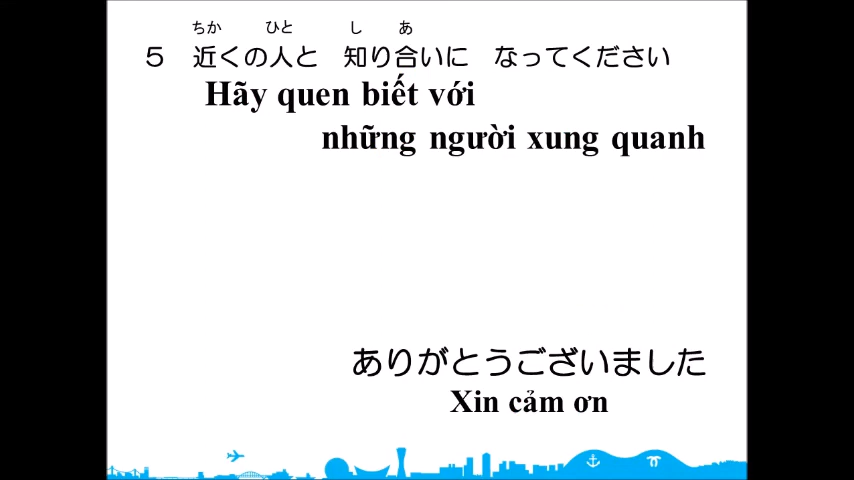 ちか ひと し あ
5 近くの人と 知り合いに なってください
Hãy quen biết với
những người xung quanh
ありがとうございました
Xin cảm ơn